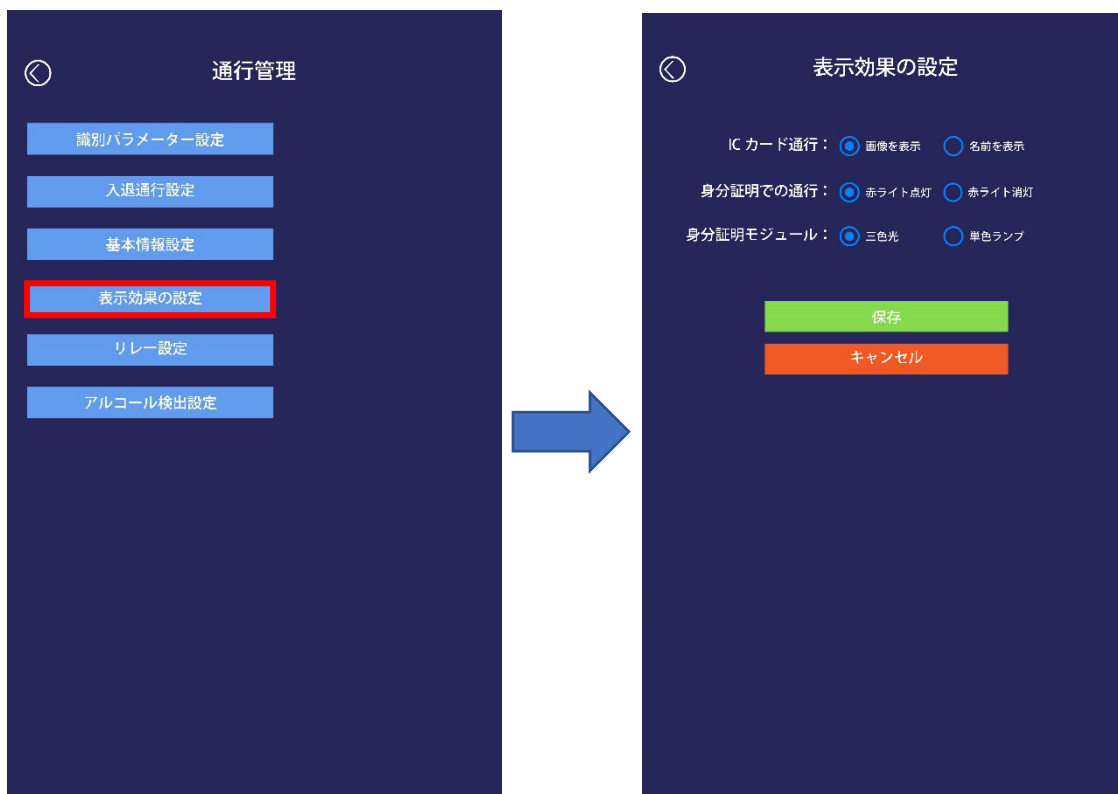 通行管理
識別パラメーター設定
入退通行設定
基本情報設定
表示効果の設定
リレー設定
アルコール検出設定
表示効果の設定
ICカード通行： 画像を表示 名前を表示
身分証明での通行： 赤ライト点灯 赤ライト消灯
身分証明モジュール： 三色光 単色ランプ
保存
キャンセル